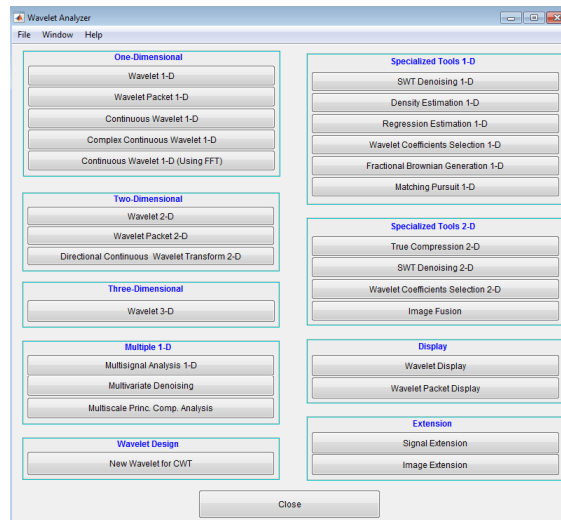 Wavelet Analyzer
File Window Help
One-Dimensional
Wavelet 1-D
Wavelet Packet 1-D
Continuous Wavelet 1-D
Complex Continuous Wavelet 1-D
Continuous Wavelet 1-D (Using FFT)
Two-Dimensional
Wavelet 2-D
Wavelet Packet 2-D
Directional Continuous Wavelet Transform 2-D
Three-Dimensional
Wavelet 3-D
Multiple 1-D
Multisignal Analysis 1-D
Multivariate Denoising
Multiscale Princ. Comp. Analysis
Wavelet Design
New Wavelet for CWT
Specialized Tools 1-D
SWT Denoising 1-D
Density Estimation 1-D
Regression Estimation 1-D
Wavelet Coefficients Selection 1-D
Fractional Brownian Generation 1-D
Matching Pursuit 1-D
Specialized Tools 2-D
True Compression 2-D
SWT Denoising 2-D
Wavelet Coefficients Selection 2-D
Image Fusion
Display
Wavelet Display
Wavelet Packet Display
Extension
Signal Extension
Image Extension
Close